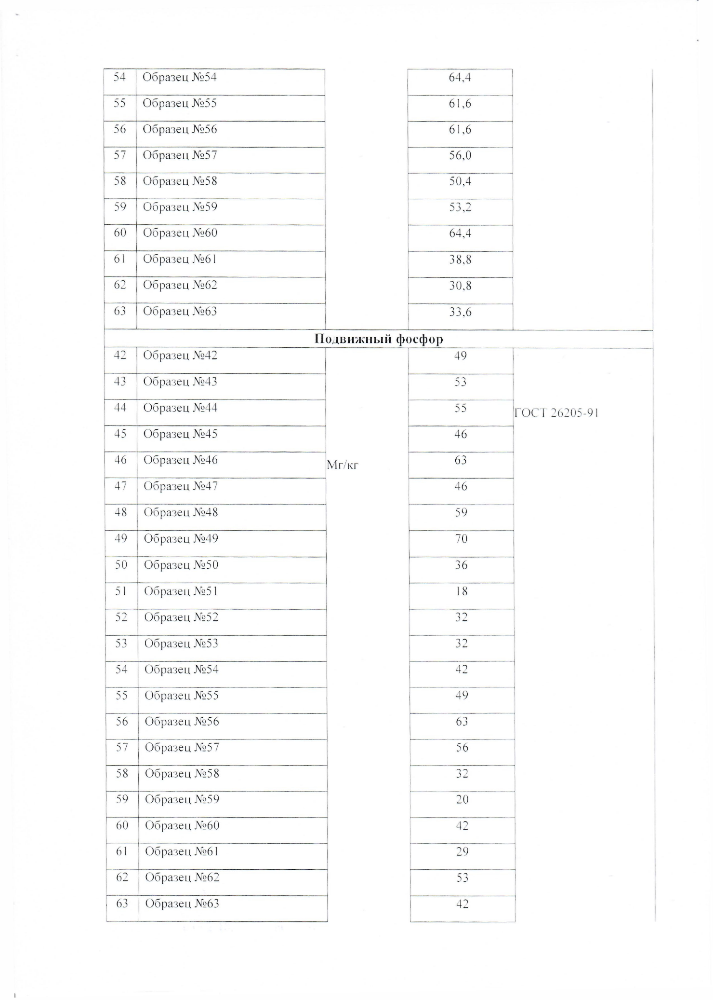 54 Образец №54 64,4
55 Образец №55 61,6
56 Образец №56 61,6
57 Образец №57 56,0
58 Образец №58 50,4
59 Образец №59 53,2
60 Образец №60 64,4
61 Образец №61 38,8
62 Образец №62 30,8
63 Образец №63 33,6
Подвижный фосфор
42 Образец №42 49
43 Образец №43 53
44 Образец №44 55
ГОСТ 26205-91
45 Образец №45 46
46 Образец №46 63
Мг/кг
47 Образец №47 46
48 Образец №48 59
49 Образец №49 70
50 Образец №50 36
51 Образец №51 18
52 Образец №52 32
53 Образец №53 32
54 Образец №54 42
55 Образец №55 49
56 Образец №56 63
57 Образец №57 56
58 Образец №58 32
59 Образец №59 20
60 Образец №60 42
61 Образец №61 29
62 Образец №62 53
63 Образец №63 42